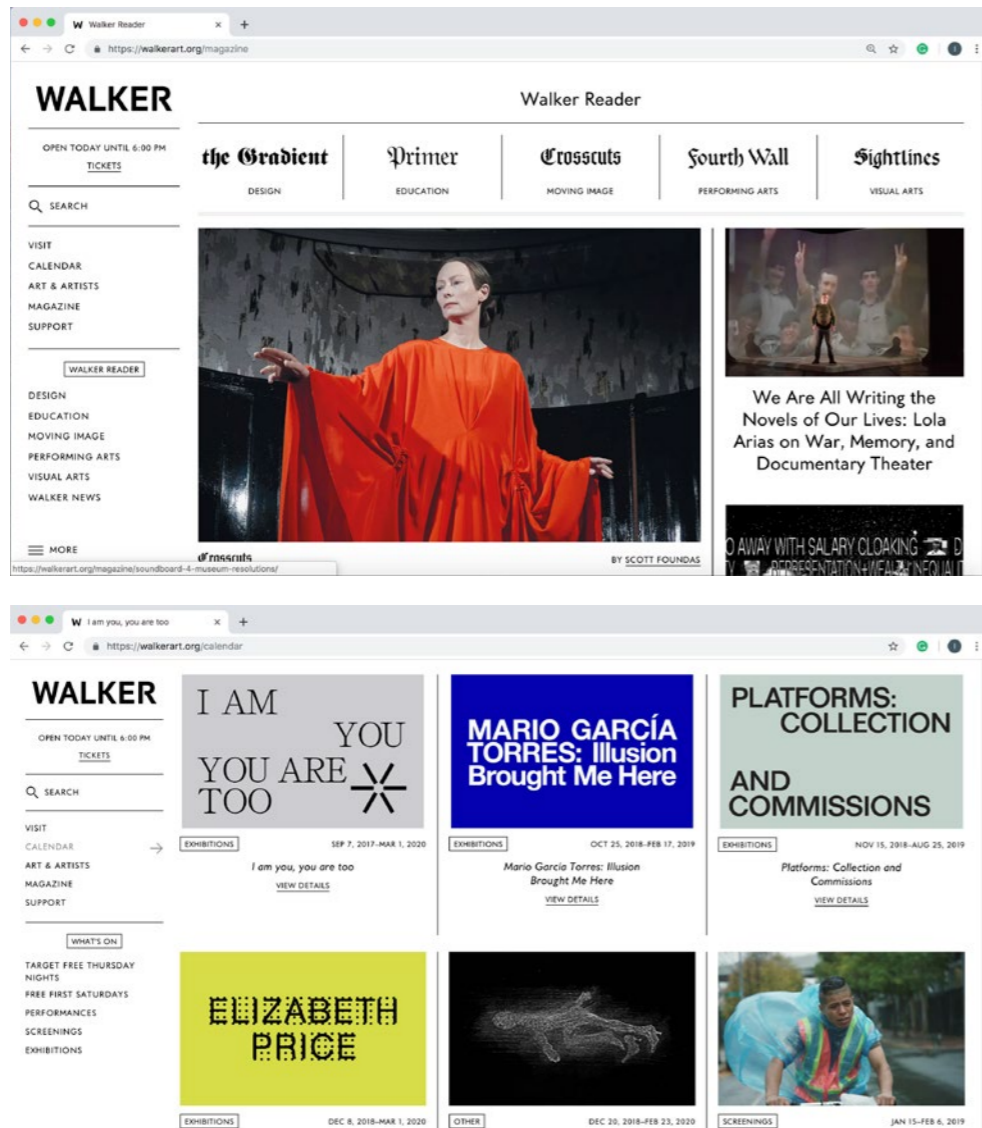 W Walker Reader
https://walkerart.org/magazine
WALKER
OPEN TODAY UNTIL 6:00 PM
TICKETS
SEARCH
VISIT
CALENDAR
ART & ARTISTS
MAGAZINE
SUPPORT
WALKER READER
DESIGN
EDUCATION
MOVING IMAGE
PERFORMING ARTS
VISUAL ARTS
WALKER NEWS
MORE
https://walkerart.org/magazine/soundboard-4-museum-resolutions/
Walker Reader
the Gradient
DESIGN
Primer
EDUCATION
Crosscuts
MOVING IMAGE
Fourth Wall
PERFORMING ARTS
Sightlines
VISUAL ARTS
Crosscuts
BY SCOTT FOUNDAS
We Are All Writing the
Novels of Our Lives: Lola
Arias on War, Memory, and
Documentary Theater
O AWAY WITH SALARY CLOAKING D
TY REPRESENTATION+WEALTH INEQUALI
W I am you, you are too
https://walkerart.org/calendar
WALKER
OPEN TODAY UNTIL 6:00 PM
TICKETS
SEARCH
VISIT
CALENDAR
ART & ARTISTS
MAGAZINE
SUPPORT
WHAT'S ON
TARGET FREE THURSDAY
NIGHTS
FREE FIRST SATURDAYS
PERFORMANCES
SCREENINGS
EXHIBITIONS
I AM
YOU
YOU ARE
TOO
EXHIBITIONS SEP 7, 2017–MAR 1, 2020
I am you, you are too
VIEW DETAILS
MARIO GARCÍA
TORRES: Illusion
Brought Me Here
EXHIBITIONS OCT 25, 2018–FEB 17, 2019
Mario García Torres: Illusion
Brought Me Here
VIEW DETAILS
PLATFORMS:
COLLECTION
AND
COMMISSIONS
EXHIBITIONS NOV 15, 2018–AUG 25, 2019
Platforms: Collection and
Commissions
VIEW DETAILS
ELIZABETH
PRICE
EXHIBITIONS DEC 8, 2018–MAR 1, 2020
OTHER DEC 20, 2018–FEB 23, 2020
SCREENINGS JAN 15–FEB 6, 2019